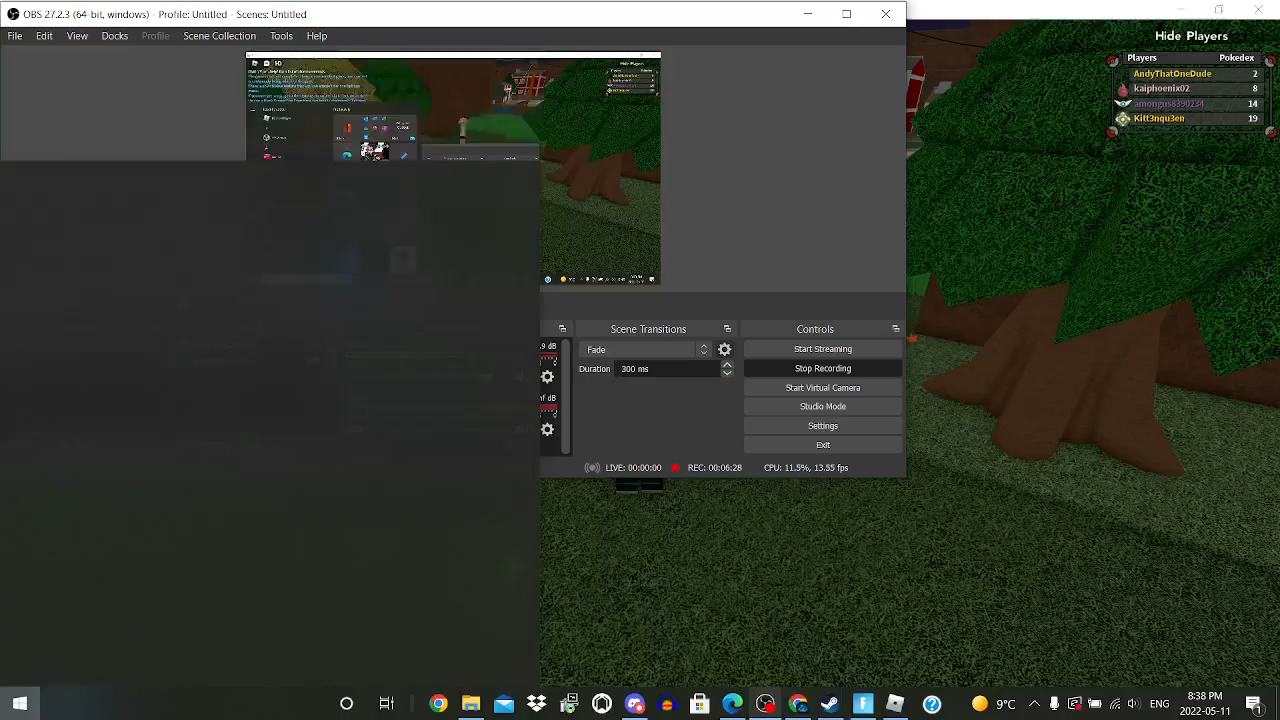 OBS 27.2.3 (64-bit, windows) - Profile: Untitled - Scenes: Untitled
File Edit View Docks Profile Scene Collection Tools Help
Hide Players
Players Pokedex
AndyThatOneDude 2
kaiphoenix02 8
amongus8390234 14
Kitt3nqu3en 19
Scene Transitions
Controls
Fade
Duration 300 ms
.9 dB
Start Streaming
Stop Recording
Start Virtual Camera
Studio Mode
Settings
Exit
LIVE: 00:00:00 REC: 00:06:28 CPU: 11.5%, 13.55 fps
9°C
8:38 PM
2022-05-11